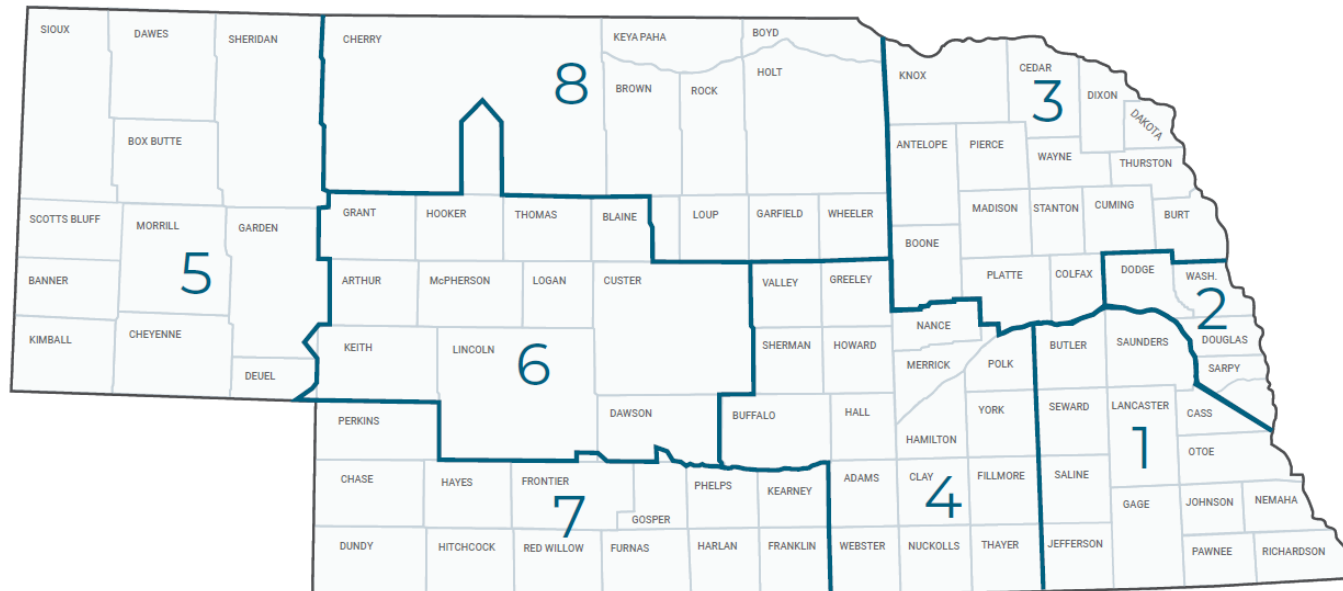 SIOUX
DAWES
SHERIDAN
CHERRY
KEYA PAHA
BOYD
8
BROWN
ROCK
HOLT
KNOX
CEDAR
3
DIXON
DAKOTA
BOX BUTTE
ANTELOPE
PIERCE
WAYNE
THURSTON
SCOTTS BLUFF
MORRILL
GARDEN
GRANT
HOOKER
THOMAS
BLAINE
LOUP
GARFIELD
WHEELER
MADISON
STANTON
CUMING
BURT
BOONE
5
BANNER
ARTHUR
McPHERSON
LOGAN
CUSTER
VALLEY
GREELEY
PLATTE
COLFAX
DODGE
WASH.
2
KIMBALL
CHEYENNE
DEUEL
KEITH
LINCOLN
6
SHERMAN
HOWARD
NANCE
MERRICK
POLK
BUTLER
SAUNDERS
DOUGLAS
SARPY
PERKINS
DAWSON
BUFFALO
HALL
HAMILTON
YORK
SEWARD
LANCASTER
1
CASS
OTOE
CHASE
HAYES
FRONTIER
7
GOSPER
PHELPS
KEARNEY
ADAMS
CLAY
4
FILLMORE
SALINE
GAGE
JOHNSON
NEMAHA
DUNDY
HITCHCOCK
RED WILLOW
FURNAS
HARLAN
FRANKLIN
WEBSTER
NUCKOLLS
THAYER
JEFFERSON
PAWNEE
RICHARDSON